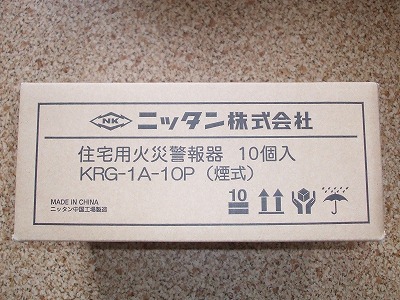 NK ニッタン株式会社
住宅用火災警報器 10個入
KRG-1A-10P (煙式)
10
MADE IN CHINA
ニッタン中国工場製造